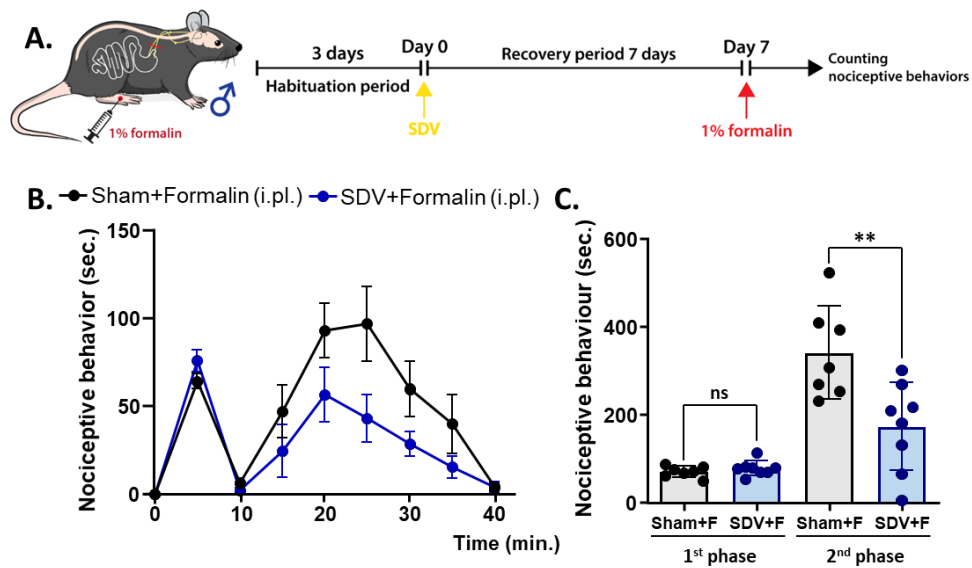 A.
1% formalin
3 days
Habituation period
Day 0
SDV
Recovery period 7 days
Day 7
1% formalin
Counting
nociceptive behaviors
B.
Sham+Formalin (i.pl.)
SDV+Formalin (i.pl.)
Nociceptive behavior (sec.)
150
100
50
0
0
10
20
30
40
Time (min.)
C.
Nociceptive behaviour (sec.)
600
400
200
0
ns
**
Sham+F
SDV+F
Sham+F
SDV+F
1st phase
2nd phase